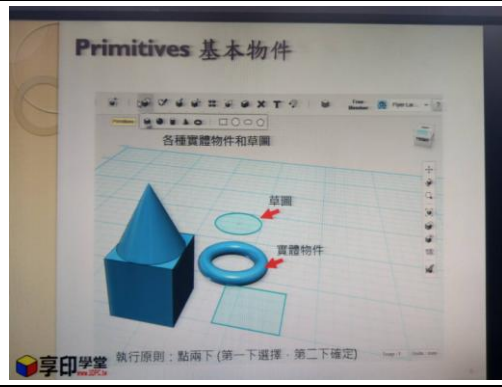 Primitives 基本物件
Primitives
各種實體物件和草圖
草圖
實體物件
享印學堂
執行原則：點兩下 (第一下選擇，第二下確定)